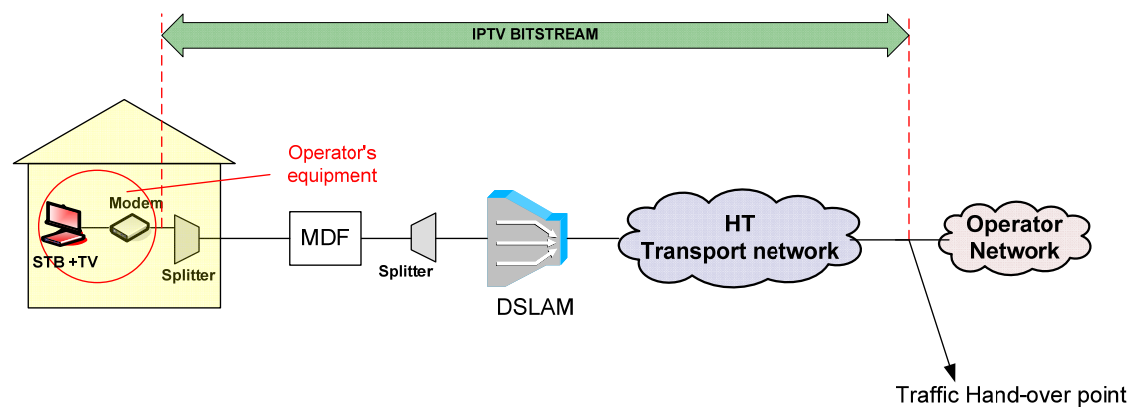 IPTV BITSTREAM
Operator's
equipment
Modem
STB +TV
Splitter
MDF
Splitter
DSLAM
HT
Transport network
Operator
Network
Traffic Hand-over point